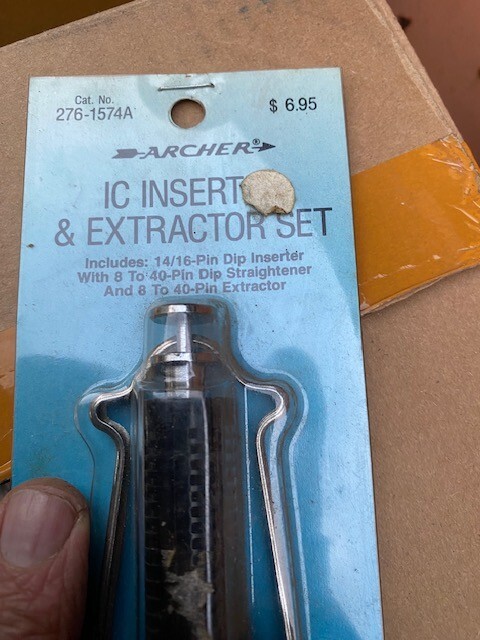 Cat. No.
276-1574A
$ 6.95
ARCHER®
IC INSERT
& EXTRACTOR SET
Includes: 14/16-Pin Dip Inserter
With 8 To 40-Pin Dip Straightener
And 8 To 40-Pin Extractor